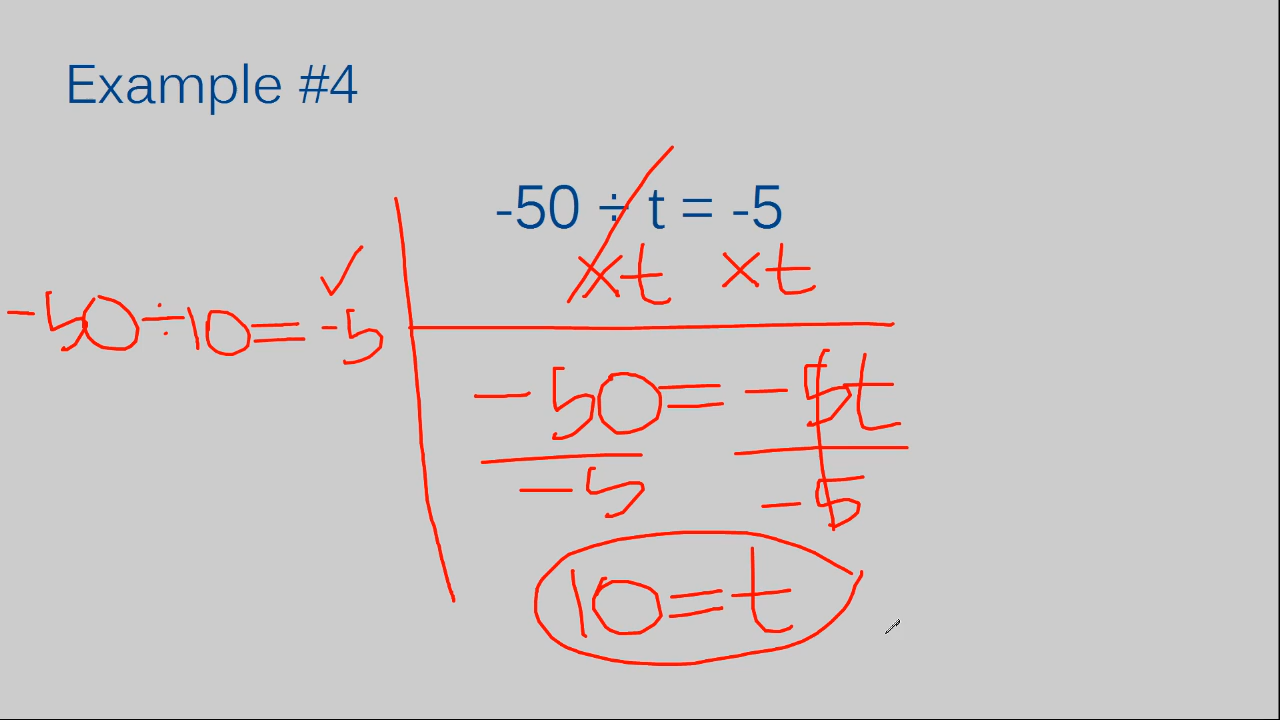 Example #4
-50 ÷ t = -5
×t ×t
-50 ÷ 10 = -5
-50 = -5t
-5 -5
10 = t